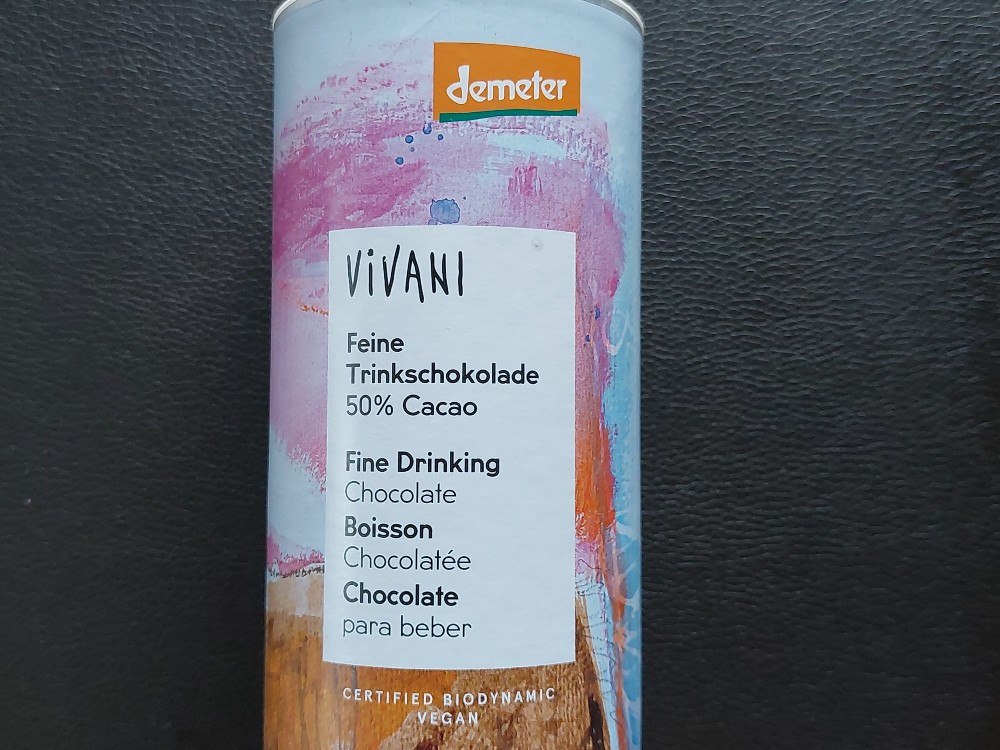 demeter
ViVANI
Feine
Trinkschokolade
50% Cacao
Fine Drinking
Chocolate
Boisson
Chocolatée
Chocolate
para beber
CERTIFIED BIODYNAMIC
VEGAN